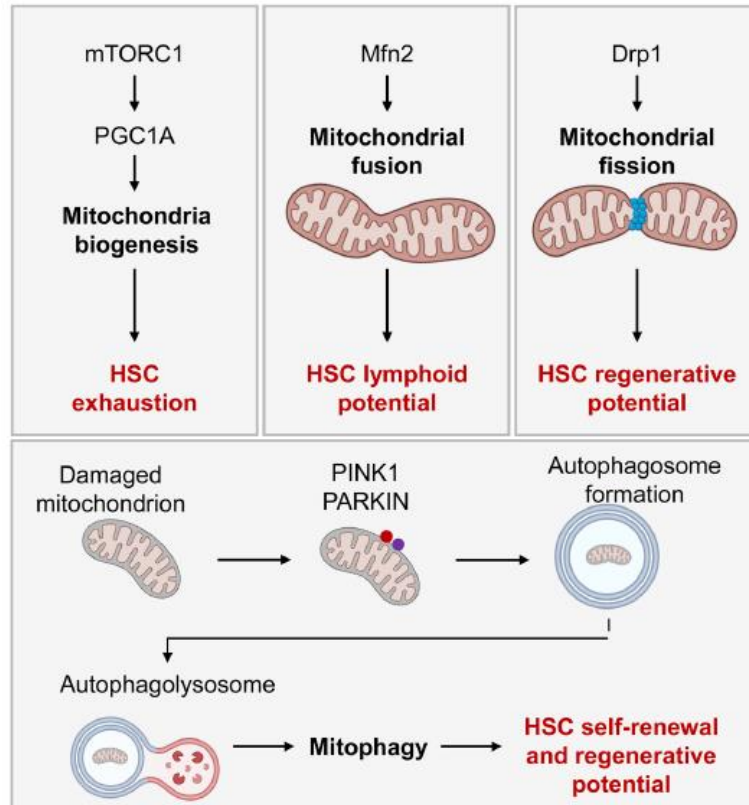 mTORC1
PGC1A
Mitochondria
biogenesis
HSC
exhaustion
Mfn2
Mitochondrial
fusion
HSC lymphoid
potential
Drp1
Mitochondrial
fission
HSC regenerative
potential
Damaged
mitochondrion
PINK1
PARKIN
Autophagosome
formation
Autophagolysosome
Mitophagy
HSC self-renewal
and regenerative
potential